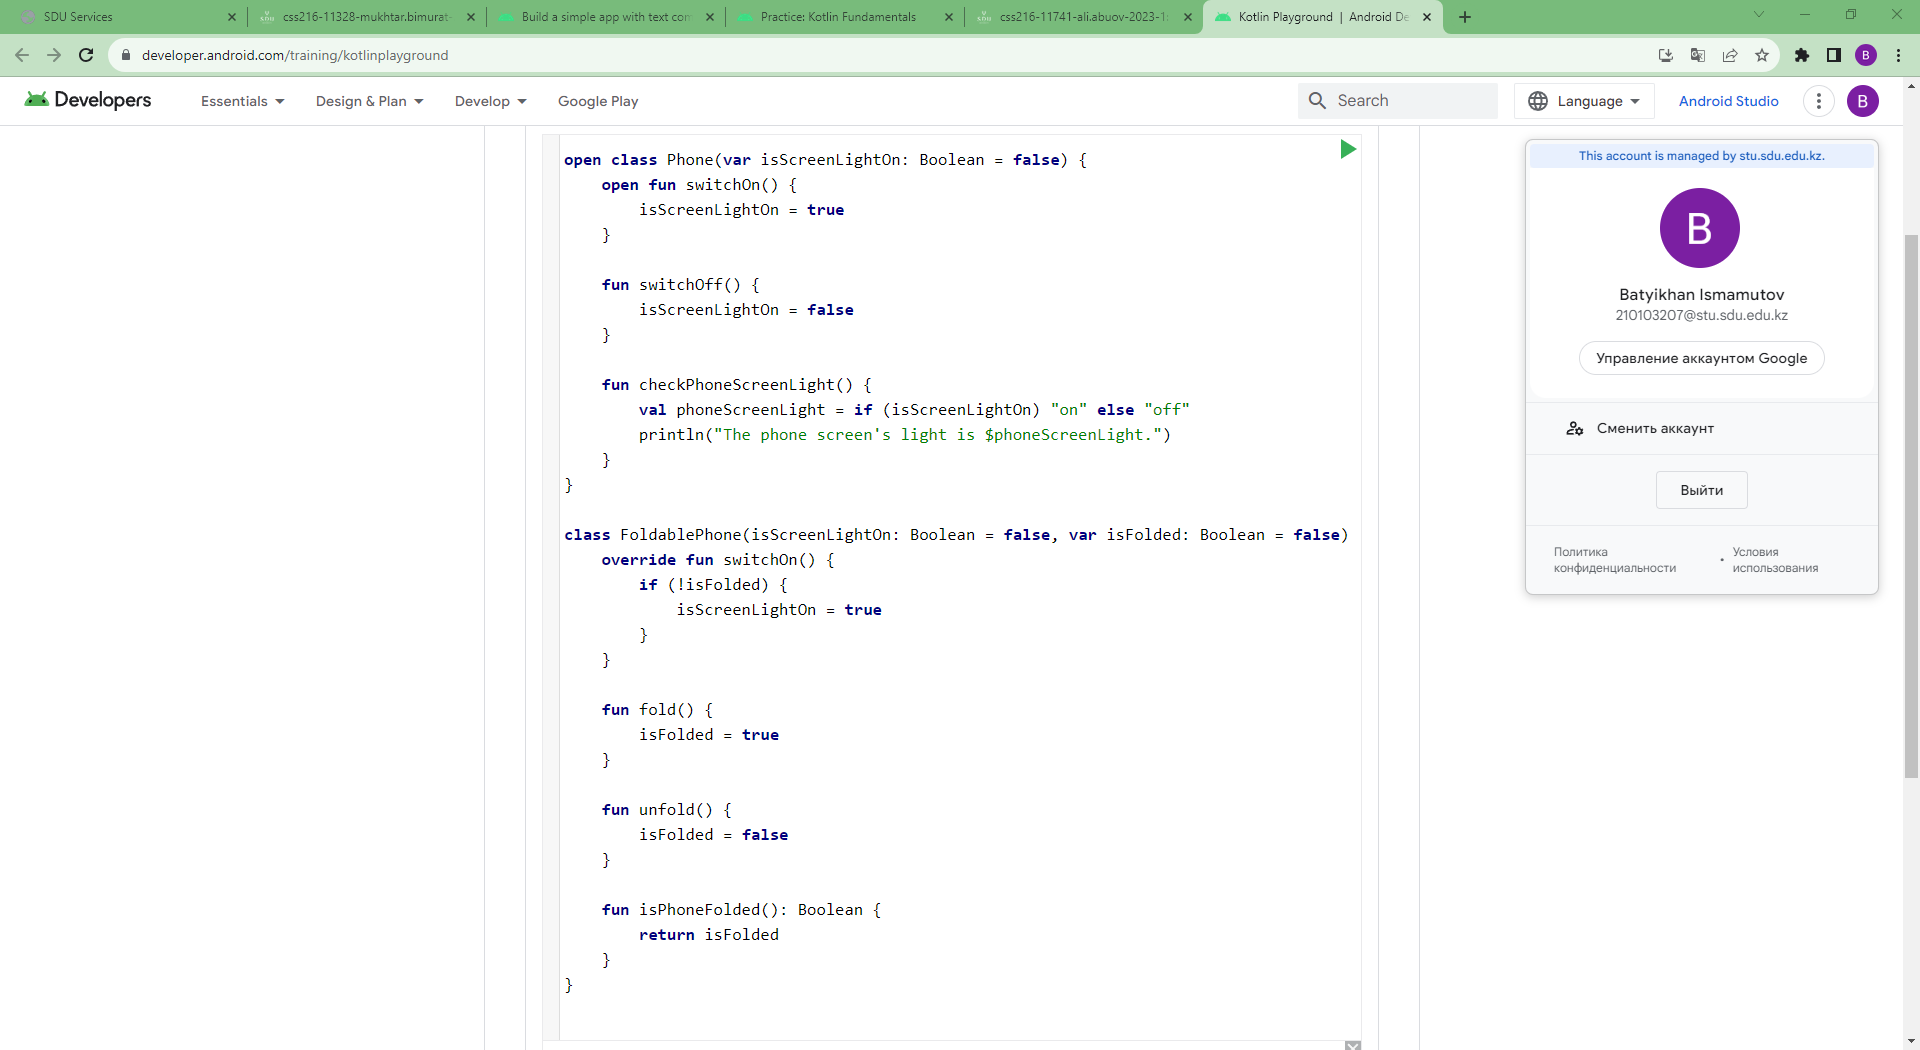 SDU Services
css216-11328-mukhtar.bimurat-
Build a simple app with text com
Practice: Kotlin Fundamentals
css216-11741-ali.abuov-2023-1
Kotlin Playground | Android De
developer.android.com/training/kotlinplayground
B
Developers
Essentials
Design & Plan
Develop
Google Play
Search
Language
Android Studio
B
open class Phone(var isScreenLightOn: Boolean = false) {
open fun switchOn() {
isScreenLightOn = true
}
fun switchOff() {
isScreenLightOn = false
}
fun checkPhoneScreenLight() {
val phoneScreenLight = if (isScreenLightOn) "on" else "off"
println("The phone screen's light is $phoneScreenLight.")
}
}
class FoldablePhone(isScreenLightOn: Boolean = false, var isFolded: Boolean = false)
override fun switchOn() {
if (!isFolded) {
isScreenLightOn = true
}
}
fun fold() {
isFolded = true
}
fun unfold() {
isFolded = false
}
fun isPhoneFolded(): Boolean {
return isFolded
}
}
This account is managed by stu.sdu.edu.kz.
B
Batyikhan Ismamutov
210103207@stu.sdu.edu.kz
Управление аккаунтом Google
Сменить аккаунт
Выйти
Политика
конфиденциальности
•
Условия
использования